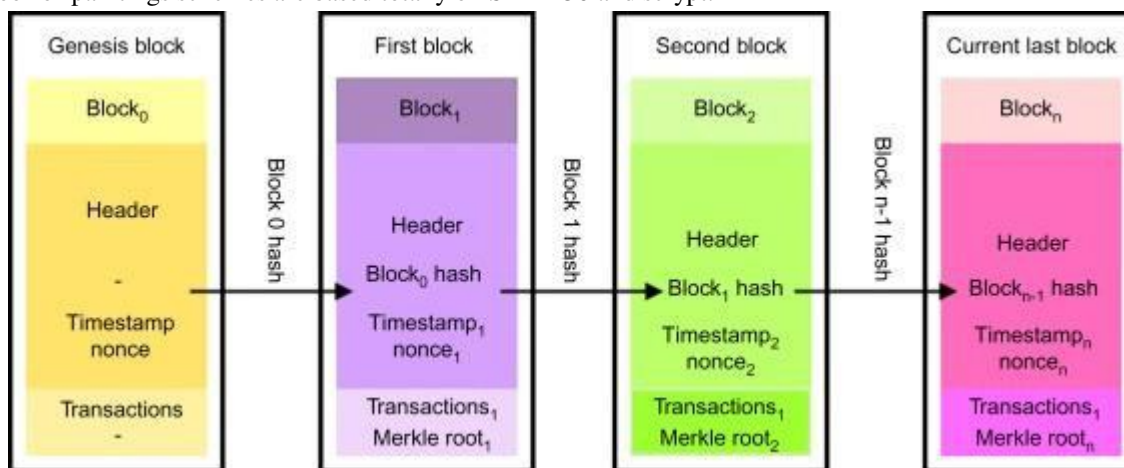 Genesis block
Block₀
Header
-
Timestamp
nonce
Transactions
-
Block 0 hash
First block
Block₁
Header
Block₀ hash
Timestamp₁
nonce₁
Transactions₁
Merkle root₁
Block 1 hash
Second block
Block₂
Header
Block₁ hash
Timestamp₂
nonce₂
Transactions₁
Merkle root₂
Block n-1 hash
Current last block
Blockₙ
Header
Blockₙ₋₁ hash
Timestampₙ
nonceₙ
Transactions₁
Merkle rootₙ